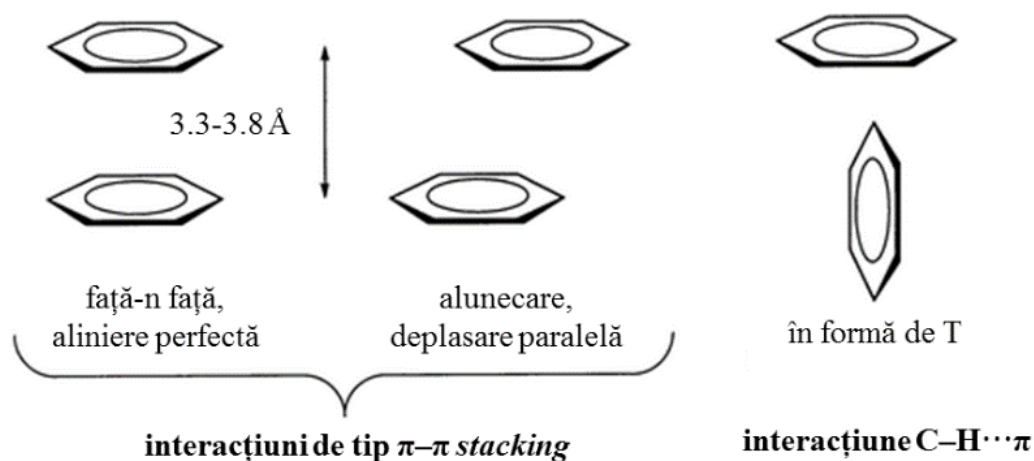 3.3-3.8 Å
față-n față,
aliniere perfectă
alunecare,
deplasare paralelă
în formă de T
interacțiuni de tip π–π stacking
interacțiune C–H···π